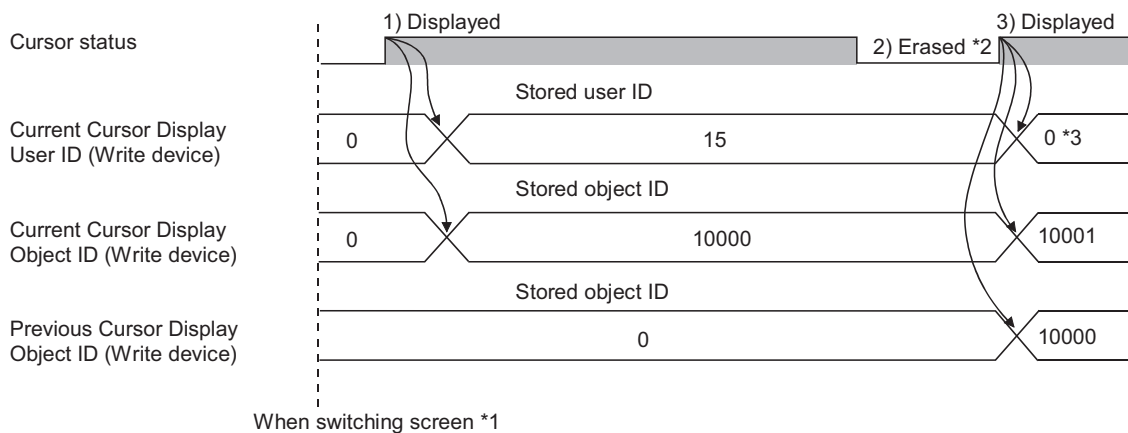 1) Displayed
3) Displayed
Cursor status
2) Erased *2
Stored user ID
Current Cursor Display
User ID (Write device)
0
15
0 *3
Stored object ID
Current Cursor Display
Object ID (Write device)
0
10000
10001
Stored object ID
Previous Cursor Display
Object ID (Write device)
0
10000
When switching screen *1